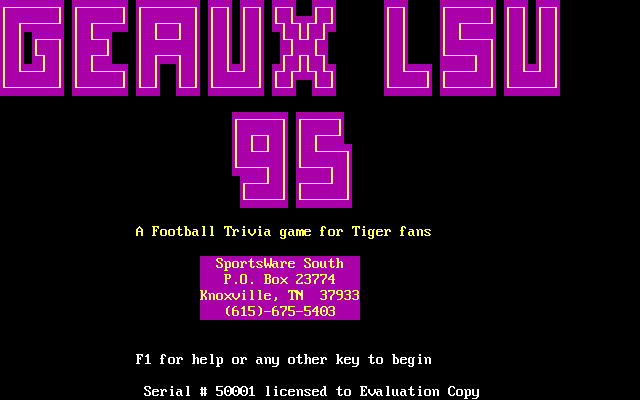 GEAUX LSU
95
A Football Trivia game for Tiger fans
SportsWare South
P.O. Box 23774
Knoxville, TN  37933
(615)-675-5403
F1 for help or any other key to begin
Serial # 50001 licensed to Evaluation Copy